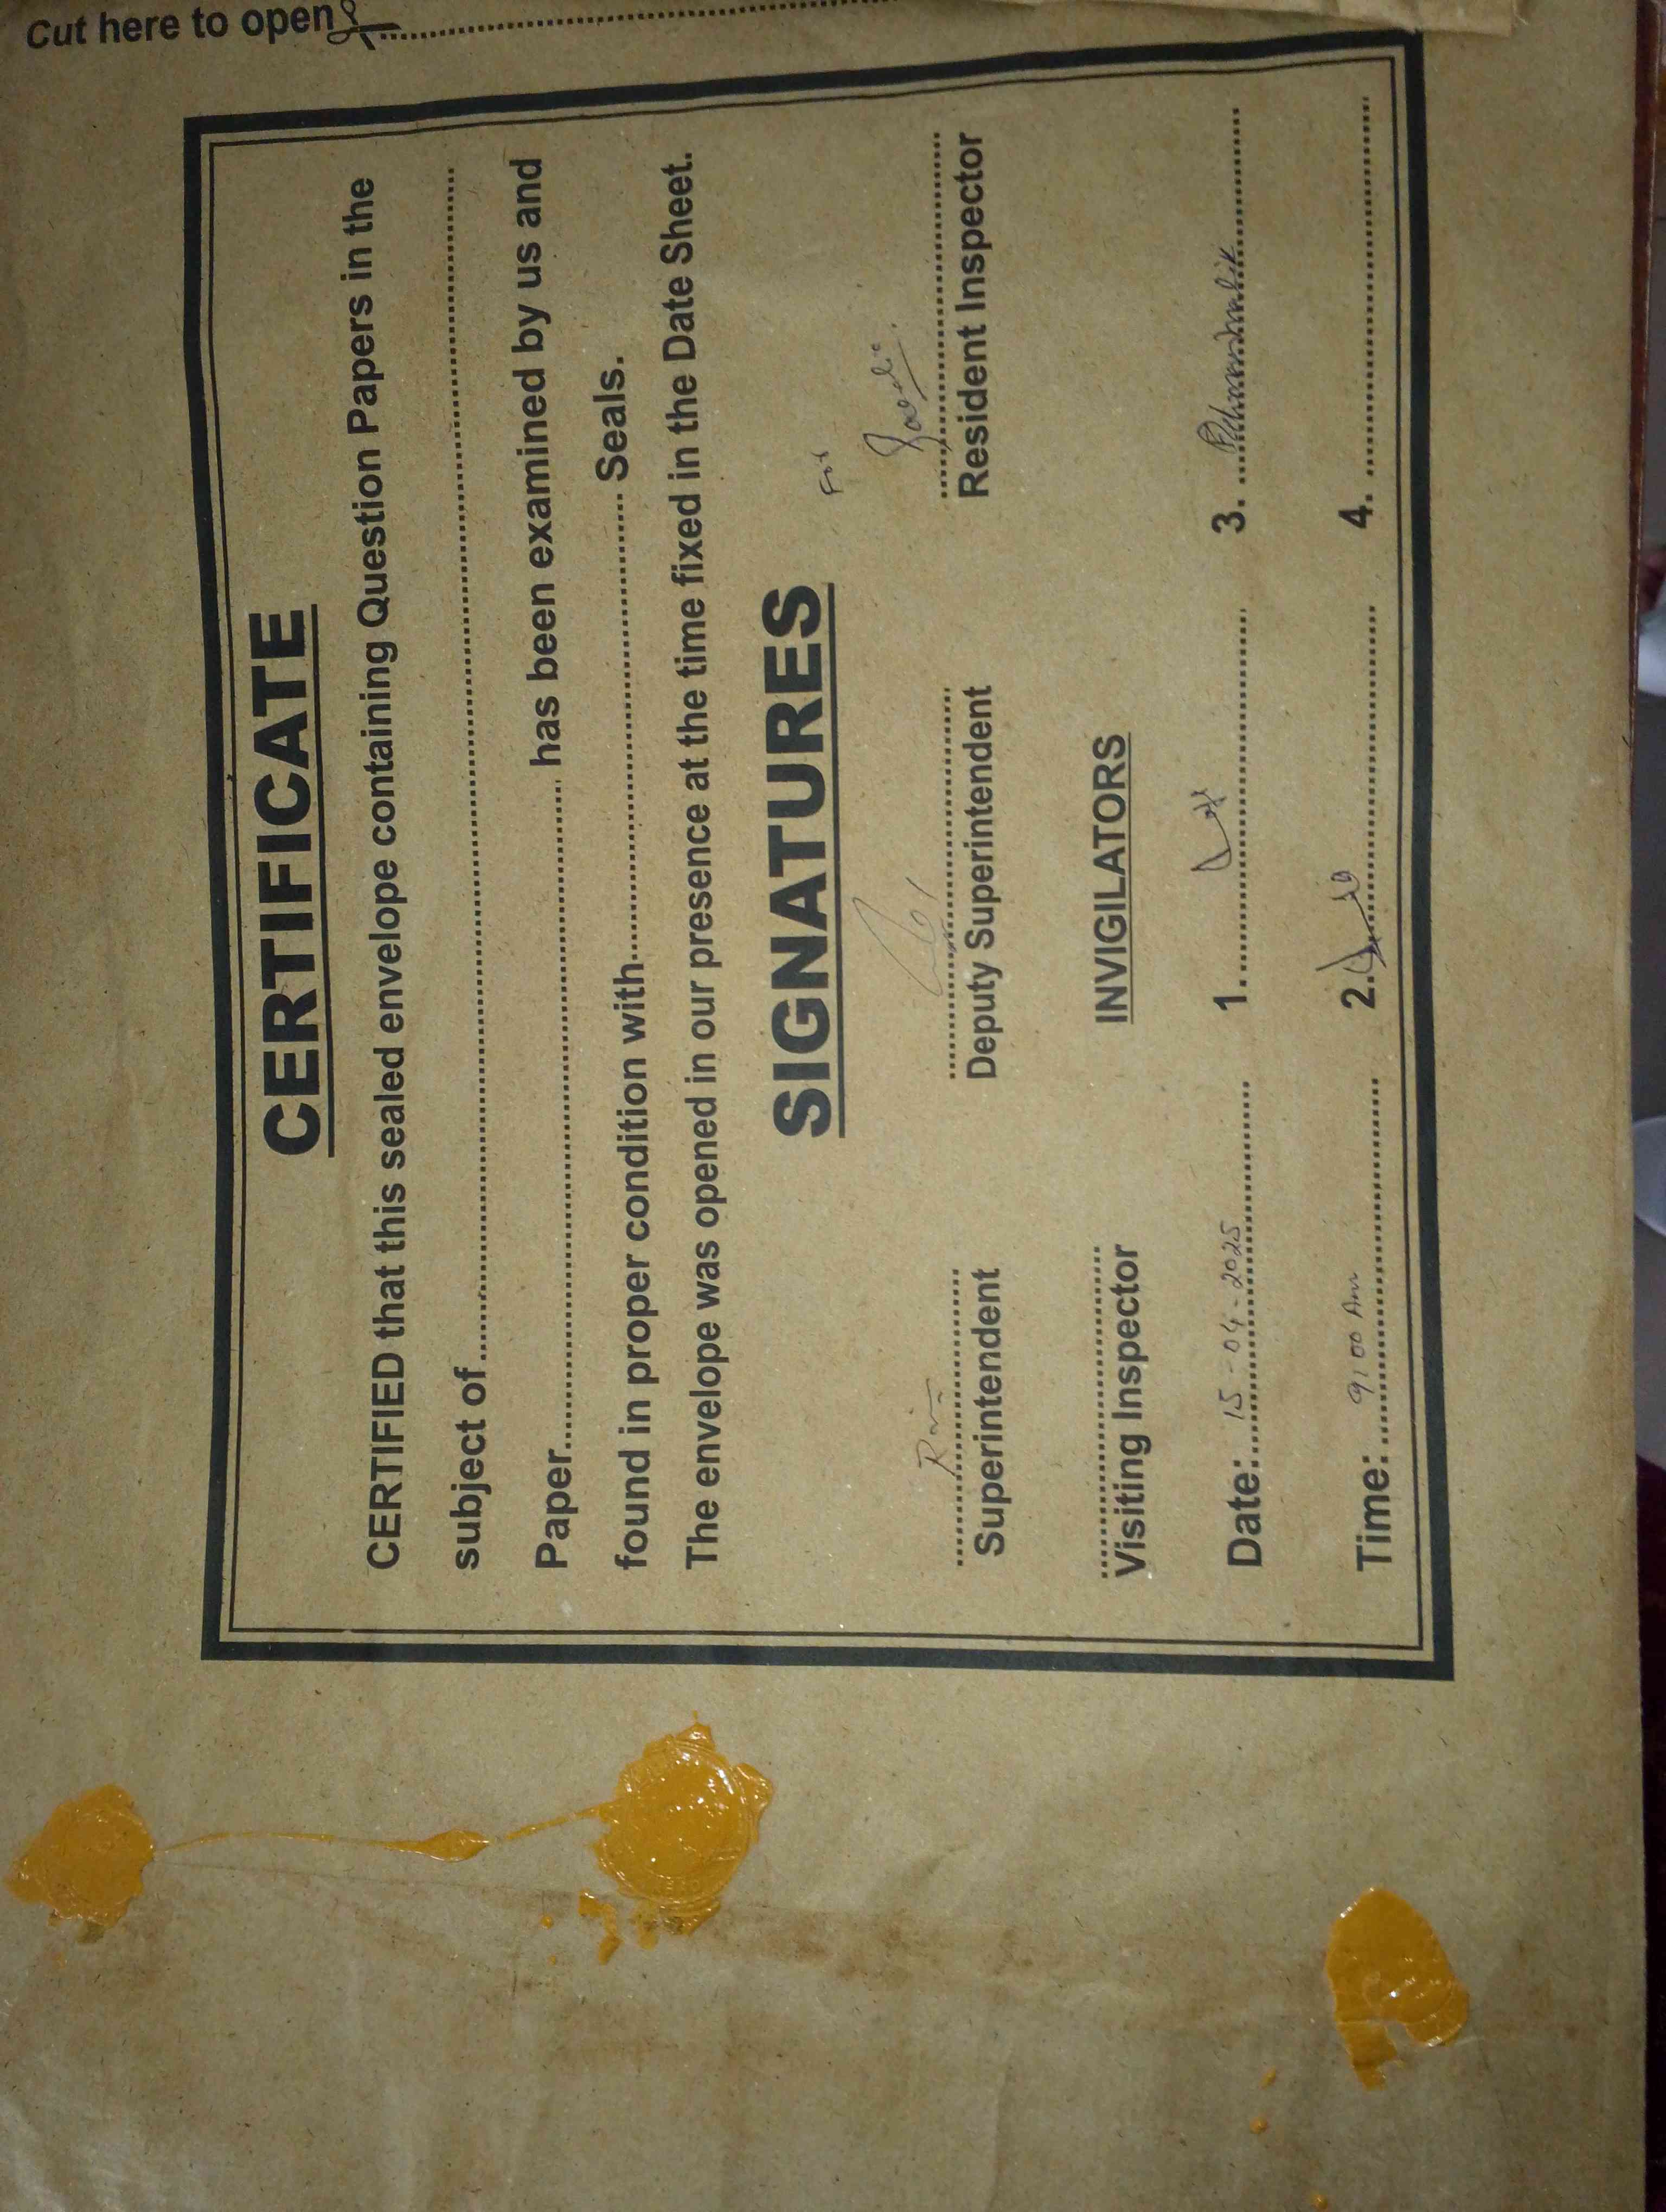 Cut here to open..........
CERTIFICATE
CERTIFIED that this sealed envelope containing Question Papers in the
subject of..........
Paper.......... has been examined by us and
found in proper condition with.......... Seals.
The envelope was opened in our presence at the time fixed in the Date Sheet.
SIGNATURES
For
Superintendent Deputy Superintendent Resident Inspector
Visiting Inspector INVIGILATORS
Date: 15-04-2025 1. 3.
Time: 9:00 Am 2. 4.